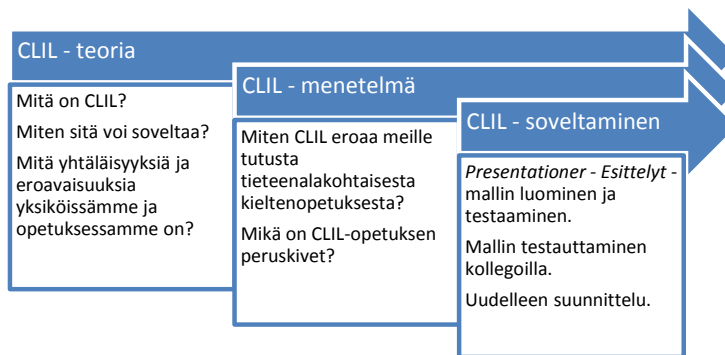 CLIL - teoria
Mitä on CLIL?
Miten sitä voi soveltaa?
Mitä yhtäläisyyksiä ja
eroavaisuuksia
yksiköissämme ja
opetuksessamme on?
CLIL - menetelmä
Miten CLIL eroaa meille
tutusta
tieteenalakohtaisesta
kieltenopetuksesta?
Mikä on CLIL-opetuksen
peruskivet?
CLIL - soveltaminen
Presentationer - Esittelyt -
mallin luominen ja
testaaminen.
Mallin testauttaminen
kollegoilla.
Uudelleen suunnittelu.